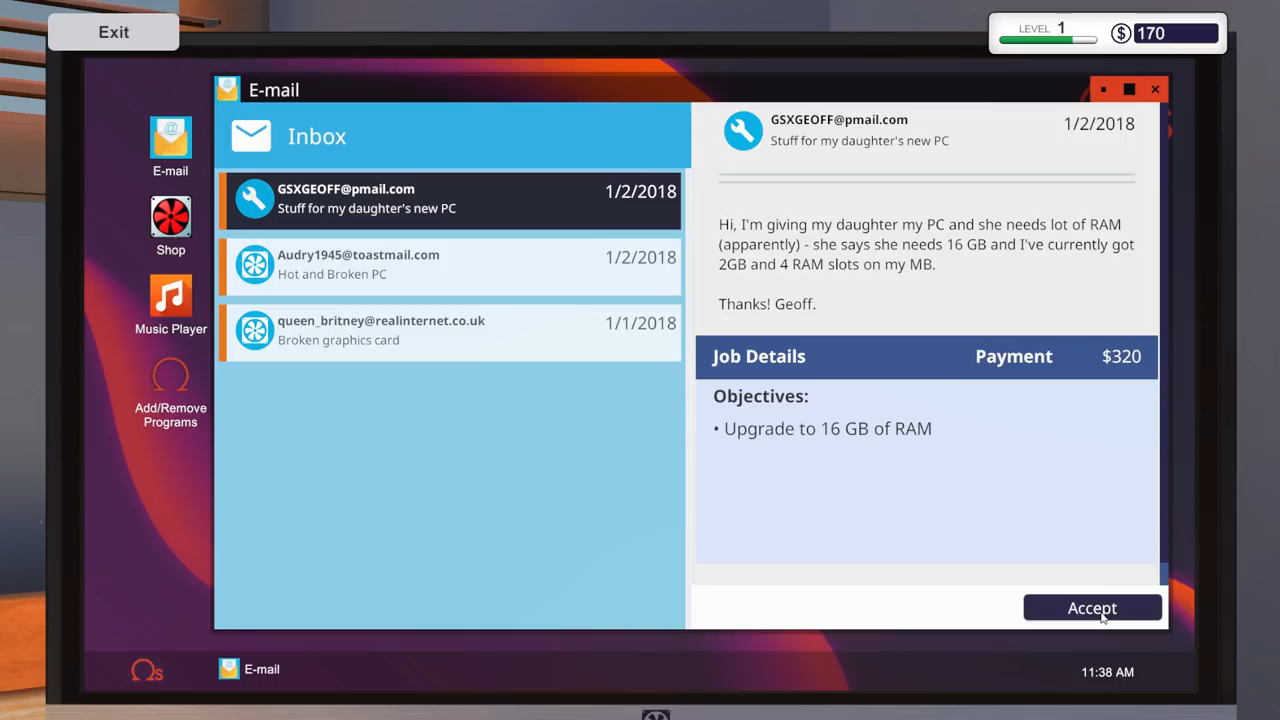 Exit
LEVEL 1
$ 170
E-mail
Inbox
GSXGEOFF@pmail.com
1/2/2018
Stuff for my daughter's new PC
Audry1945@toastmail.com
1/2/2018
Hot and Broken PC
queen_britney@realinternet.co.uk
1/1/2018
Broken graphics card
GSXGEOFF@pmail.com
1/2/2018
Stuff for my daughter's new PC
Hi, I'm giving my daughter my PC and she needs lot of RAM
(apparently) - she says she needs 16 GB and I've currently got
2GB and 4 RAM slots on my MB.
Thanks! Geoff.
Job Details Payment $320
Objectives:
• Upgrade to 16 GB of RAM
Accept
E-mail
Shop
Music Player
Add/Remove
Programs
Ωs
E-mail
11:38 AM